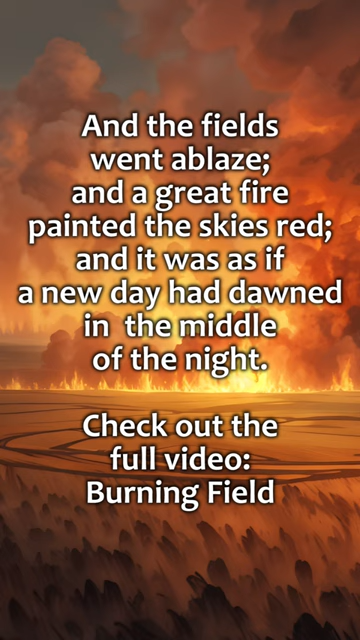 And the fields
went ablaze;
and a great fire
painted the skies red;
and it was as if
a new day had dawned
in  the middle
of the night.
Check out the
full video:
Burning Field